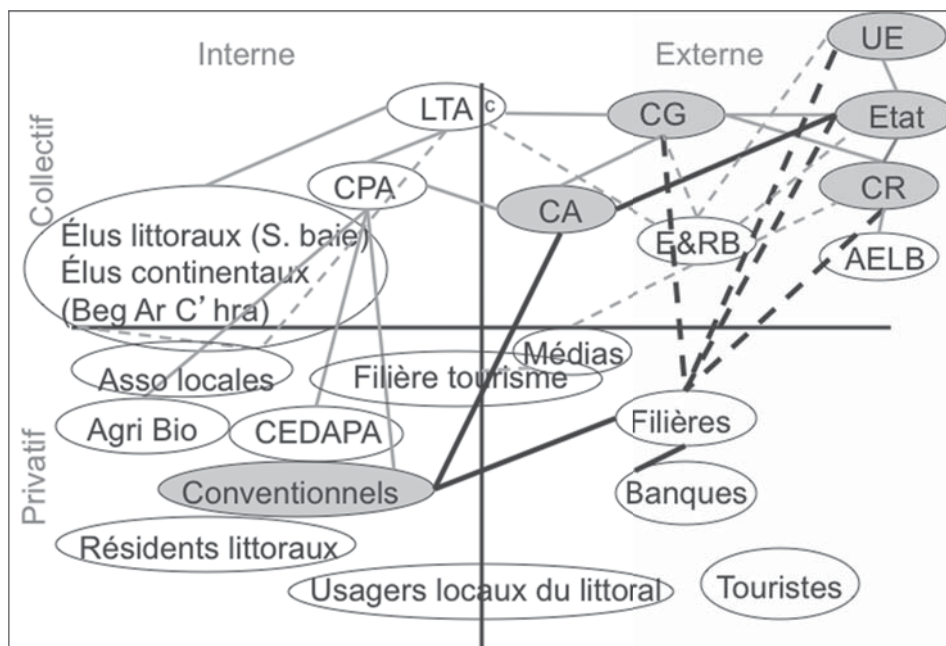 Interne
Externe
Collectif
Privatif
UE
LTA
c
CG
Etat
CPA
CA
CR
E&RB
AELB
Élus littoraux (S. baie)
Élus continentaux
(Beg Ar C’hra)
Médias
Asso locales
Filière tourisme
Agri Bio
CEDAPA
Filières
Conventionnels
Banques
Résidents littoraux
Usagers locaux du littoral
Touristes